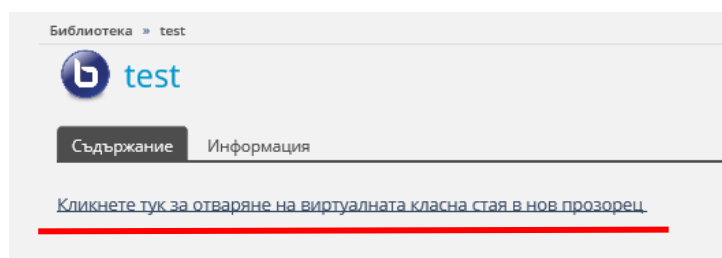 Библиотека » test
test
Съдържание Информация
Кликнете тук за отваряне на виртуалната класна стая в нов прозорец